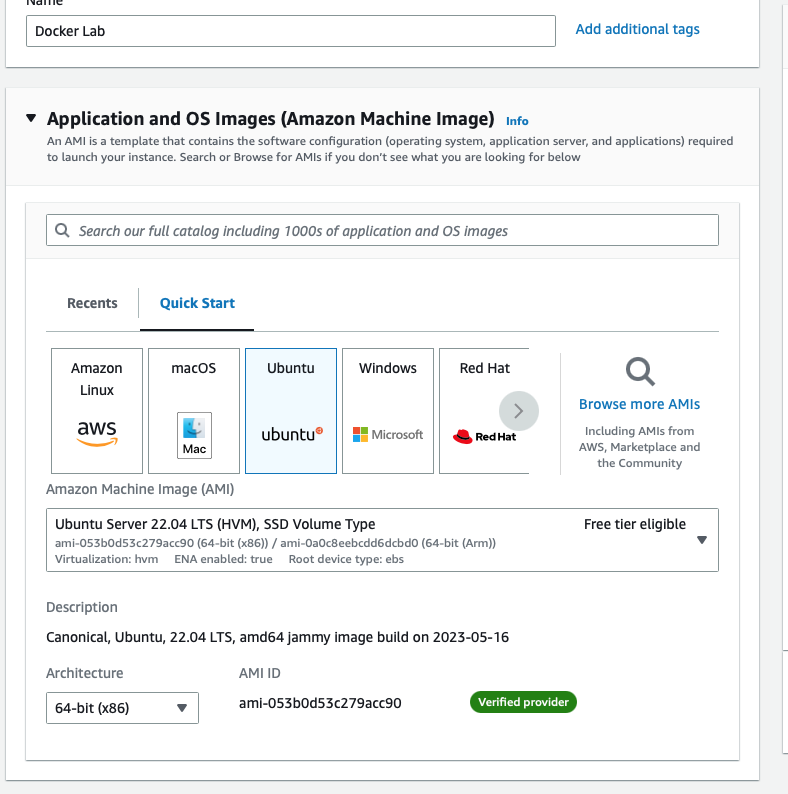 Name
Docker Lab
Add additional tags
Application and OS Images (Amazon Machine Image) Info
An AMI is a template that contains the software configuration (operating system, application server, and applications) required
to launch your instance. Search or Browse for AMIs if you don't see what you are looking for below
Search our full catalog including 1000s of application and OS images
Recents
Quick Start
Amazon
Linux
aws
macOS
Mac
Ubuntu
ubuntu
Windows
Microsoft
Red Hat
Red Hat
Browse more AMIs
Including AMIs from
AWS, Marketplace and
the Community
Amazon Machine Image (AMI)
Ubuntu Server 22.04 LTS (HVM), SSD Volume Type
Free tier eligible
ami-053b0d53c279acc90 (64-bit (x86)) / ami-0a0c8eebcdd6dcbd0 (64-bit (Arm))
Virtualization: hvm ENA enabled: true Root device type: ebs
Description
Canonical, Ubuntu, 22.04 LTS, amd64 jammy image build on 2023-05-16
Architecture
64-bit (x86)
AMI ID
ami-053b0d53c279acc90
Verified provider